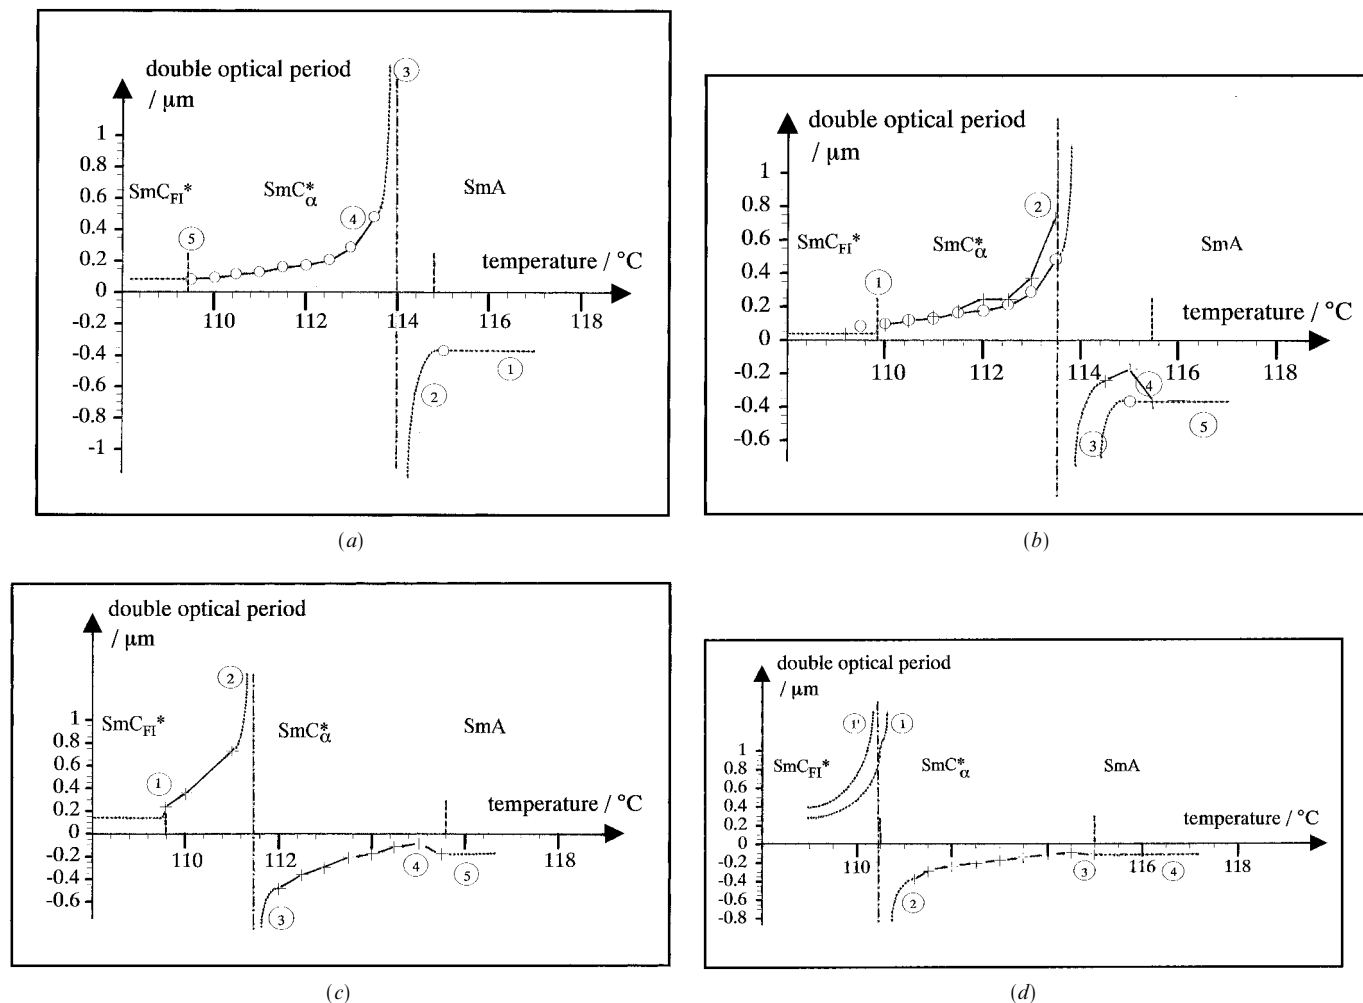 double optical period
/ µm
1
0.8
0.6
0.4
0.2
0
-0.2
-0.4
-0.6
-0.8
-1
SmC_FI*
SmC*_α
SmA
temperature / °C
110 112 114 116 118
5
4
3
2
1
(a)
double optical period
/ µm
1
0.8
0.6
0.4
0.2
0
-0.2
-0.4
-0.6
SmC_FI*
SmC*_α
SmA
temperature / °C
110 112 114 116 118
1
2
3
4
5
(b)
double optical period
/ µm
1
0.8
0.6
0.4
0.2
0
-0.2
-0.4
-0.6
SmC_FI*
SmC*_α
SmA
temperature / °C
110 112 116 118
1
2
3
4
5
(c)
double optical period
/ µm
1
0.8
0.6
0.4
0.2
0
-0.2
-0.4
-0.6
-0.8
SmC_FI*
SmC*_α
SmA
temperature / °C
110 112 114 116 118
1'
1
2
3
4
(d)